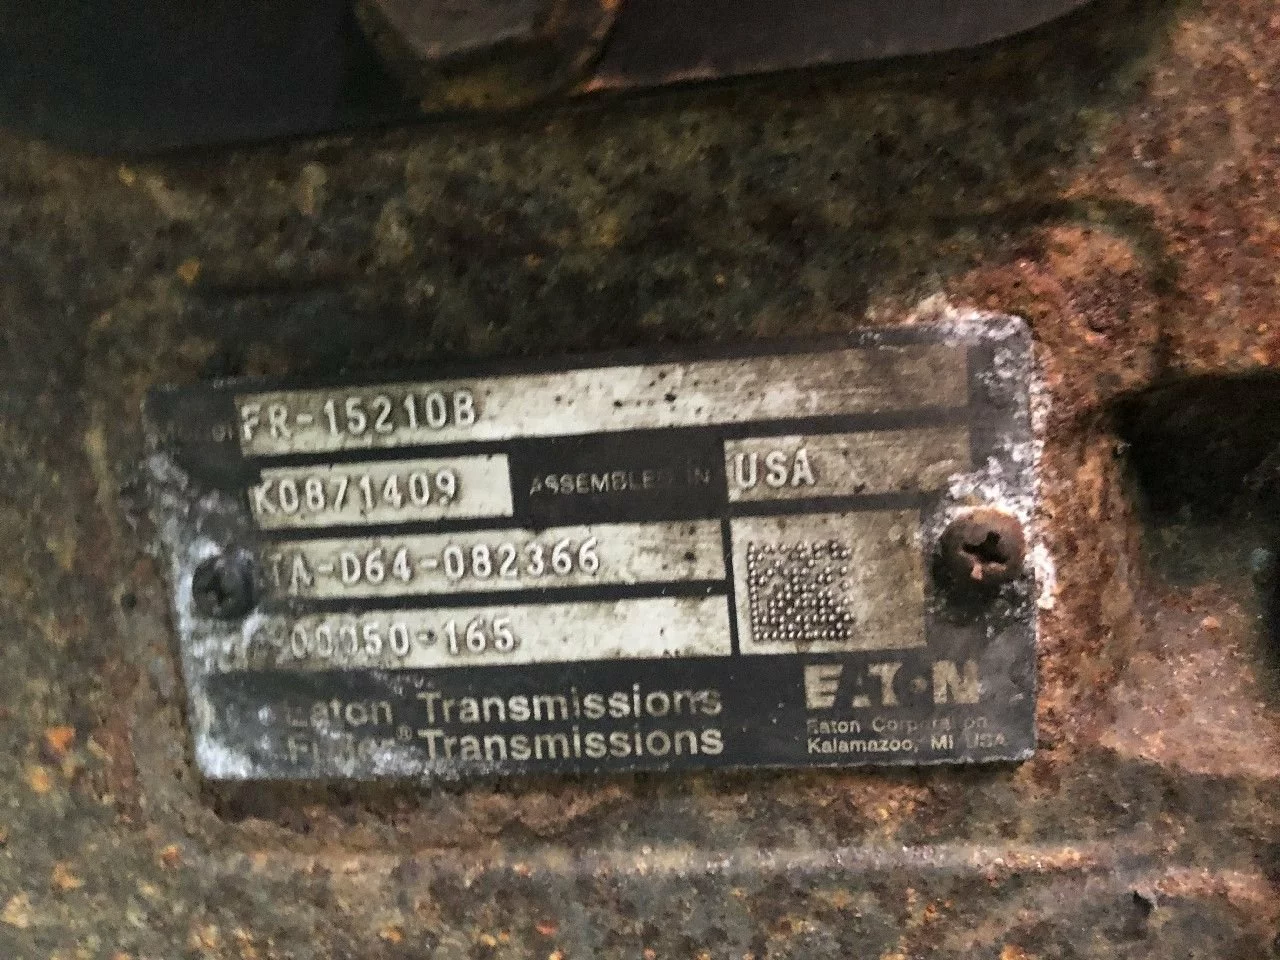 FR-15210B
K0871409 ASSEMBLED IN USA
TA-D64-082366
00050-165
Eaton Transmissions
Fuller® Transmissions
EATON
Eaton Corporation
Kalamazoo, MI USA